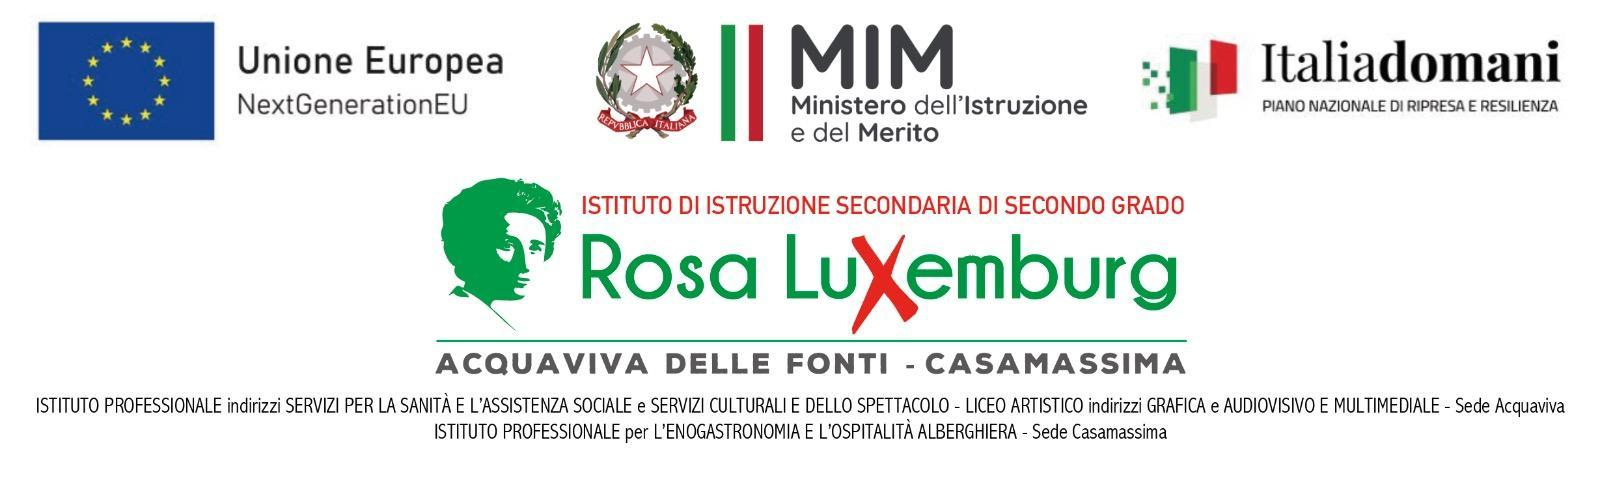 Unione Europea
NextGenerationEU
REPVBBLICA ITALIANA
MIM
Ministero dell'Istruzione
e del Merito
Italiadomani
PIANO NAZIONALE DI RIPRESA E RESILIENZA
ISTITUTO DI ISTRUZIONE SECONDARIA DI SECONDO GRADO
Rosa LuXemburg
ACQUAVIVA DELLE FONTI - CASAMASSIMA
ISTITUTO PROFESSIONALE indirizzi SERVIZI PER LA SANITÀ E L'ASSISTENZA SOCIALE e SERVIZI CULTURALI E DELLO SPETTACOLO - LICEO ARTISTICO indirizzi GRAFICA e AUDIOVISIVO E MULTIMEDIALE - Sede Acquaviva
ISTITUTO PROFESSIONALE per L'ENOGASTRONOMIA E L'OSPITALITÀ ALBERGHIERA - Sede Casamassima